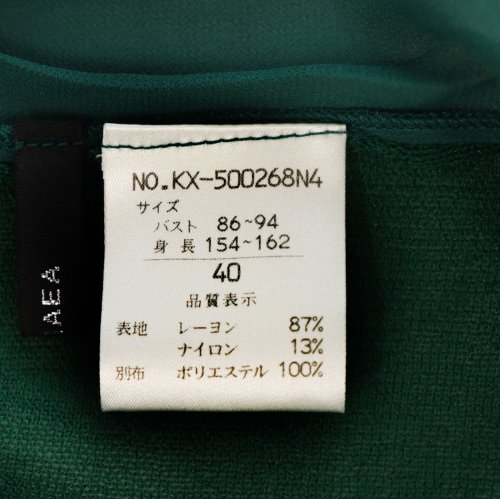 NO.KX-500268N4
サイズ
バスト 86~94
身長 154~162
40
品質表示
表地 レーヨン 87%
ナイロン 13%
別布 ポリエステル 100%
AEA